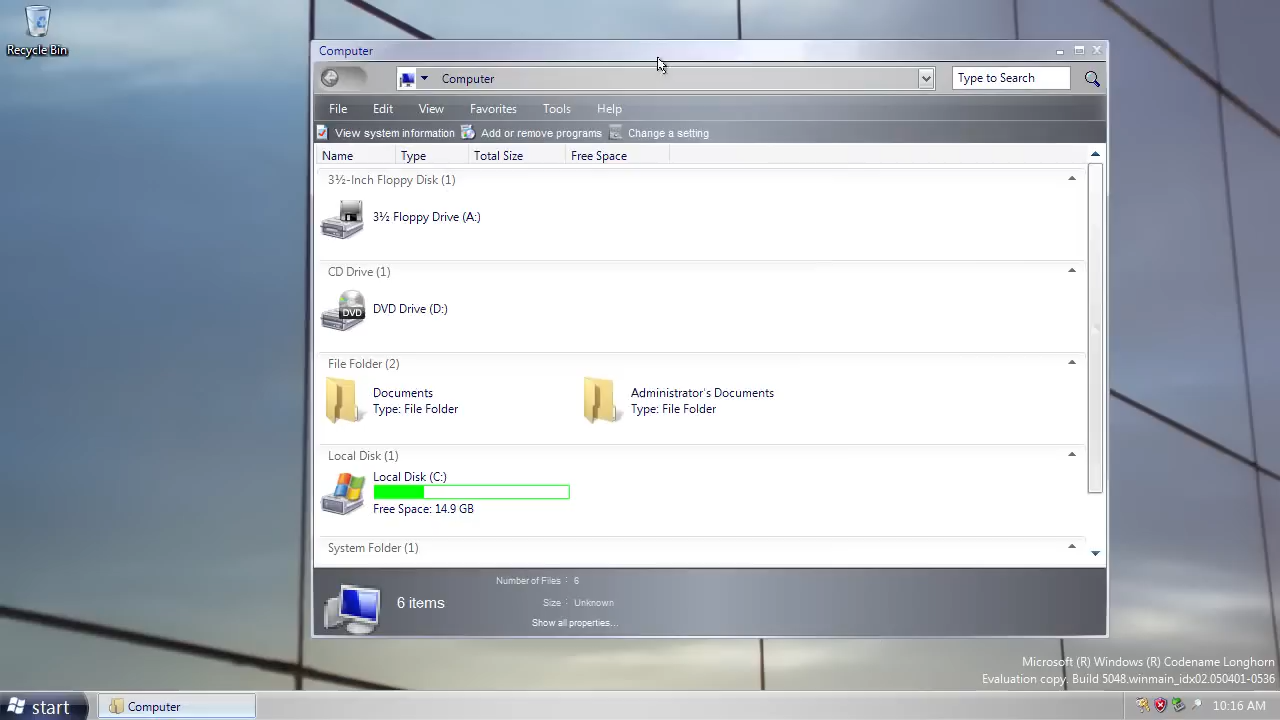 Recycle Bin
Computer
Computer
Type to Search
File Edit View Favorites Tools Help
View system information Add or remove programs Change a setting
Name Type Total Size Free Space
3½-Inch Floppy Disk (1)
3½ Floppy Drive (A:)
CD Drive (1)
DVD
DVD Drive (D:)
File Folder (2)
Documents
Type: File Folder
Administrator's Documents
Type: File Folder
Local Disk (1)
Local Disk (C:)
Free Space: 14.9 GB
System Folder (1)
6 items
Number of Files : 6
Size : Unknown
Show all properties...
Microsoft (R) Windows (R) Codename Longhorn
Evaluation copy. Build 5048.winmain_idx02.050401-0536
start
Computer
10:16 AM